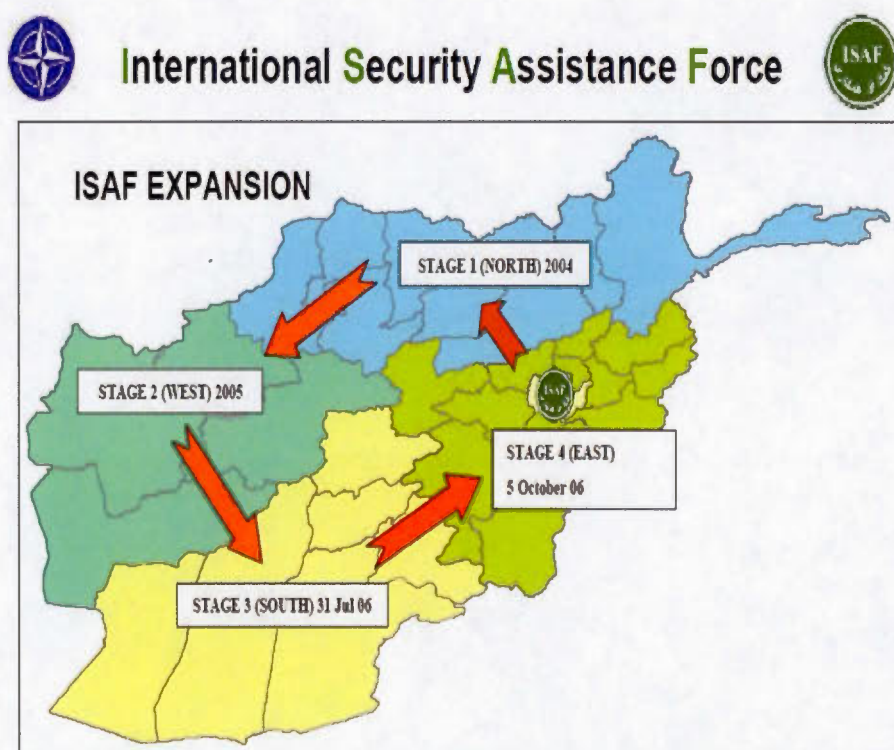 International Security Assistance Force
ISAF
ISAF EXPANSION
STAGE 1 (NORTH) 2004
STAGE 2 (WEST) 2005
ISAF
STAGE 4 (EAST)
5 October 06
STAGE 3 (SOUTH) 31 Jul 06